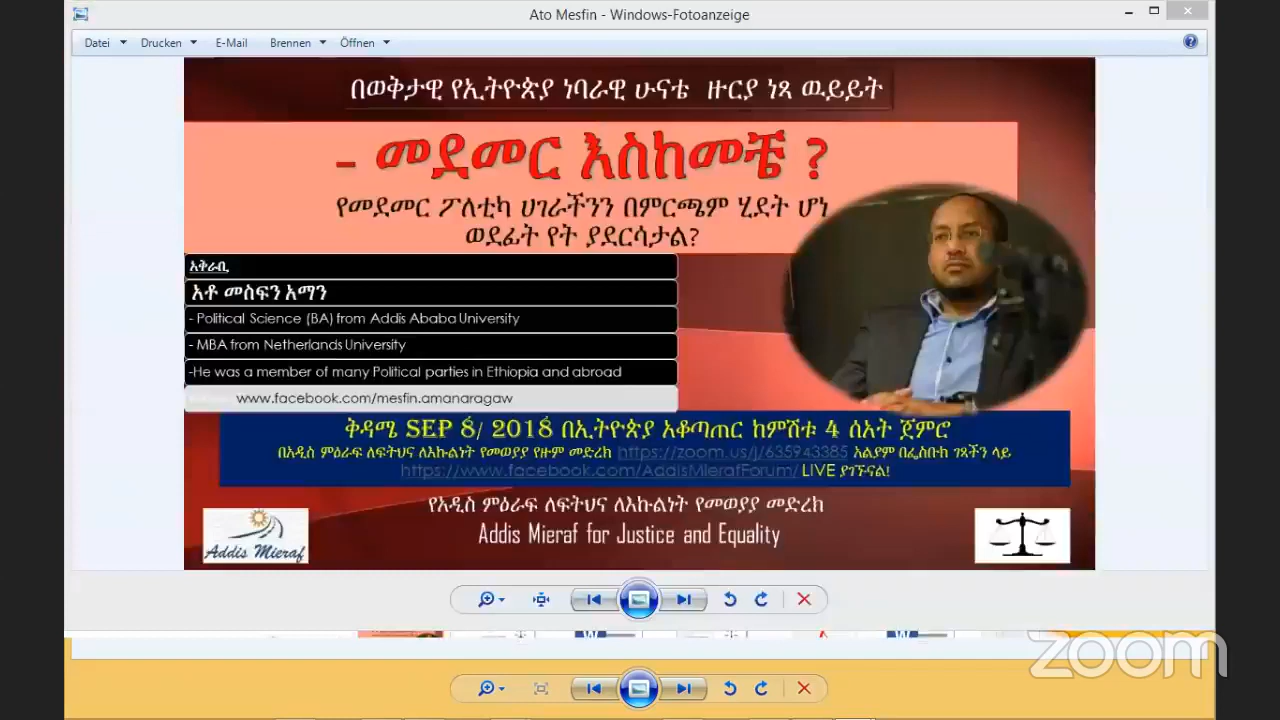 Ato Mesfin - Windows-Fotoanzeige
Datei Drucken E-Mail Brennen Öffnen
በወቅታዊ የኢትዮጵያ ነባራዊ ሁናቴ ዙርያ ነጻ ዉይይት
- መደመር እስከመቼ ?
የመደመር ፖለቲካ ሀገራችንን በምርጫም ሂደት ሆነ
ወደፊት የት ያደርሳታል?
አቅራቢ
አቶ መስፍን አማን
- Political Science (BA) from Addis Ababa University
- MBA from Netherlands University
-He was a member of many Political parties in Ethiopia and abroad
www.facebook.com/mesfin.amanaragaw
ቅዳሜ SEP 8/ 2018 በኢትዮጵያ አቆጣጠር ከምሽቱ 4 ሰአት ጀምሮ
በአዲስ ምዕራፍ ለፍትህና ለእኩልነት የመወያያ የዙም መድረክ https://zoom.us/j/635943385 አልያም በፌስቡክ ገጻችን ላይ
https://www.facebook.com/AddisMierafForum/ LIVE ያገኙናል!
የአዲስ ምዕራፍ ለፍትህና ለእኩልነት የመወያያ መድረክ
Addis Mieraf for Justice and Equality
Addis Mieraf
zoom